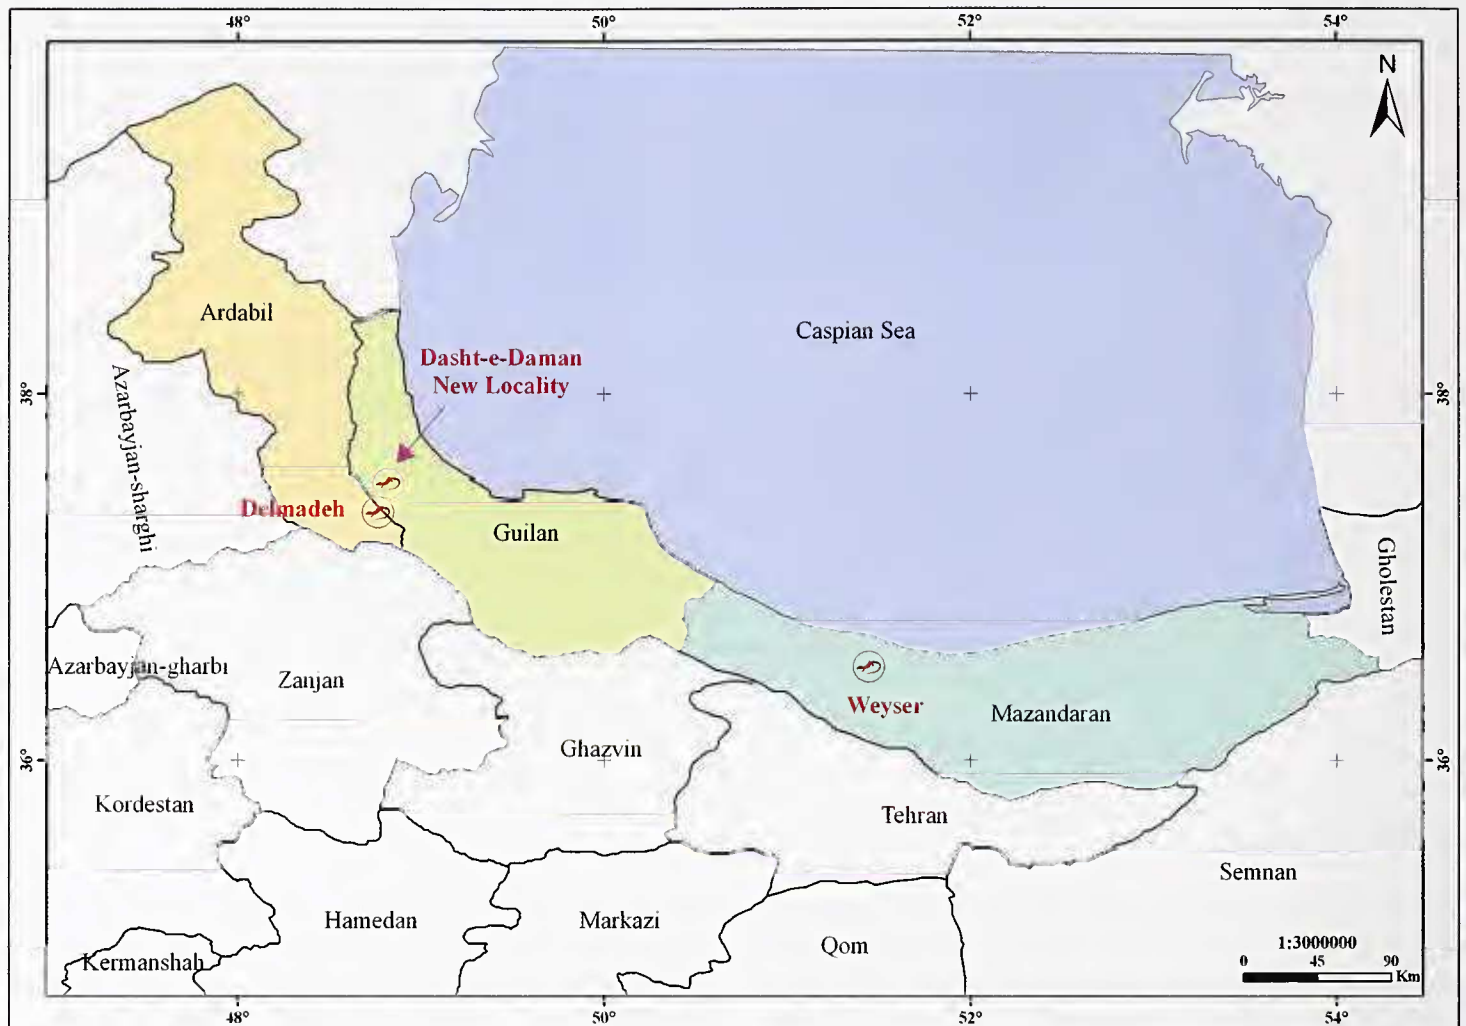 48°
50°
52°
54°
N
Ardabil
Caspian Sea
Dasht-e-Daman
New Locality
38°
38°
Azarbayjan-sharghi
Delmadeh
Guilan
Gholestan
Azarbayjan-gharbi
Zanjan
Weyser
Mazandaran
Ghazvin
36°
36°
Kordestan
Tehran
Semnan
Hamedan
Markazi
Qom
Kermanshah
1:3000000
0 45 90
Km
48°
50°
52°
54°